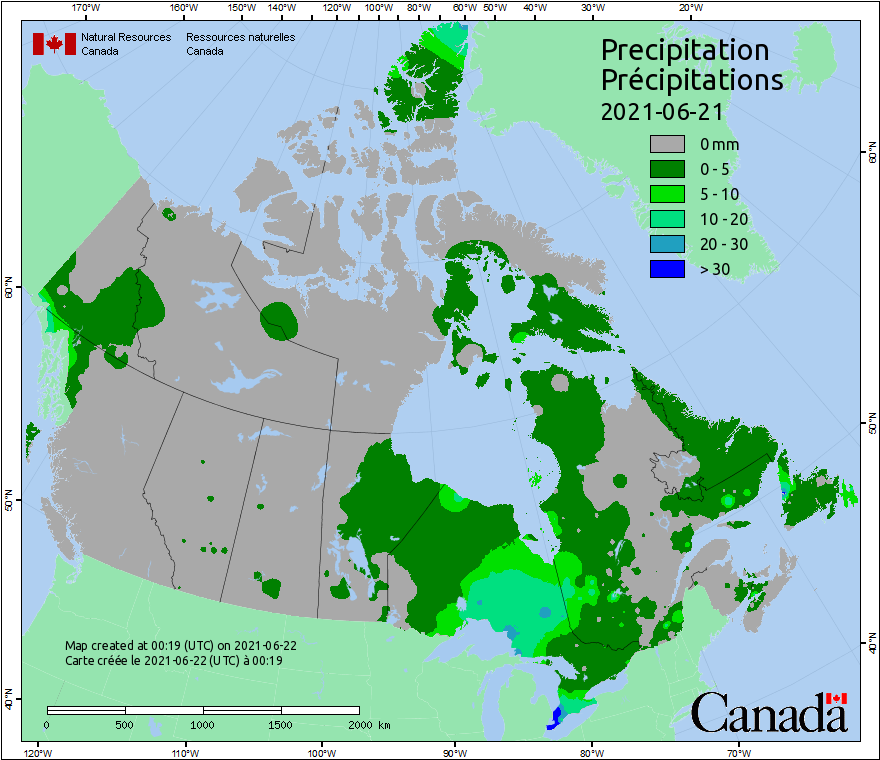 170°W 160°W 150°W 140°W 120°W 100°W 80°W 60°W 50°W 40°W 30°W 20°W
Natural Resources Ressources naturelles
Canada Canada
Precipitation
Précipitations
2021-06-21
0 mm
0 - 5
5 - 10
10 - 20
20 - 30
> 30
60°N
60°N
50°N
50°N
40°N
40°N
Map created at 00:19 (UTC) on 2021-06-22
Carte créée le 2021-06-22 (UTC) à 00:19
0 500 1000 1500 2000 km
Canada
120°W 110°W 100°W 90°W 80°W 70°W